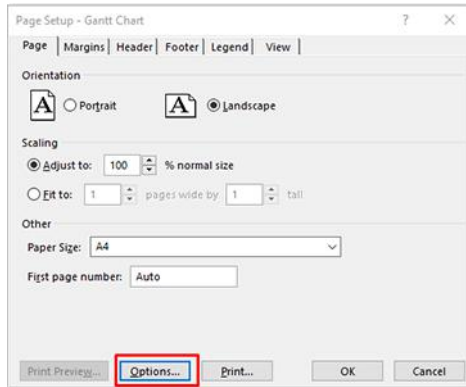 Page Setup - Gantt Chart ? ×
Page Margins Header Footer Legend View
Orientation
A Portrait A Landscape
Scaling
Adjust to: 100 % normal size
Fit to: 1 pages wide by 1 tall
Other
Paper Size: A4
First page number: Auto
Print Preview... Options... Print... OK Cancel